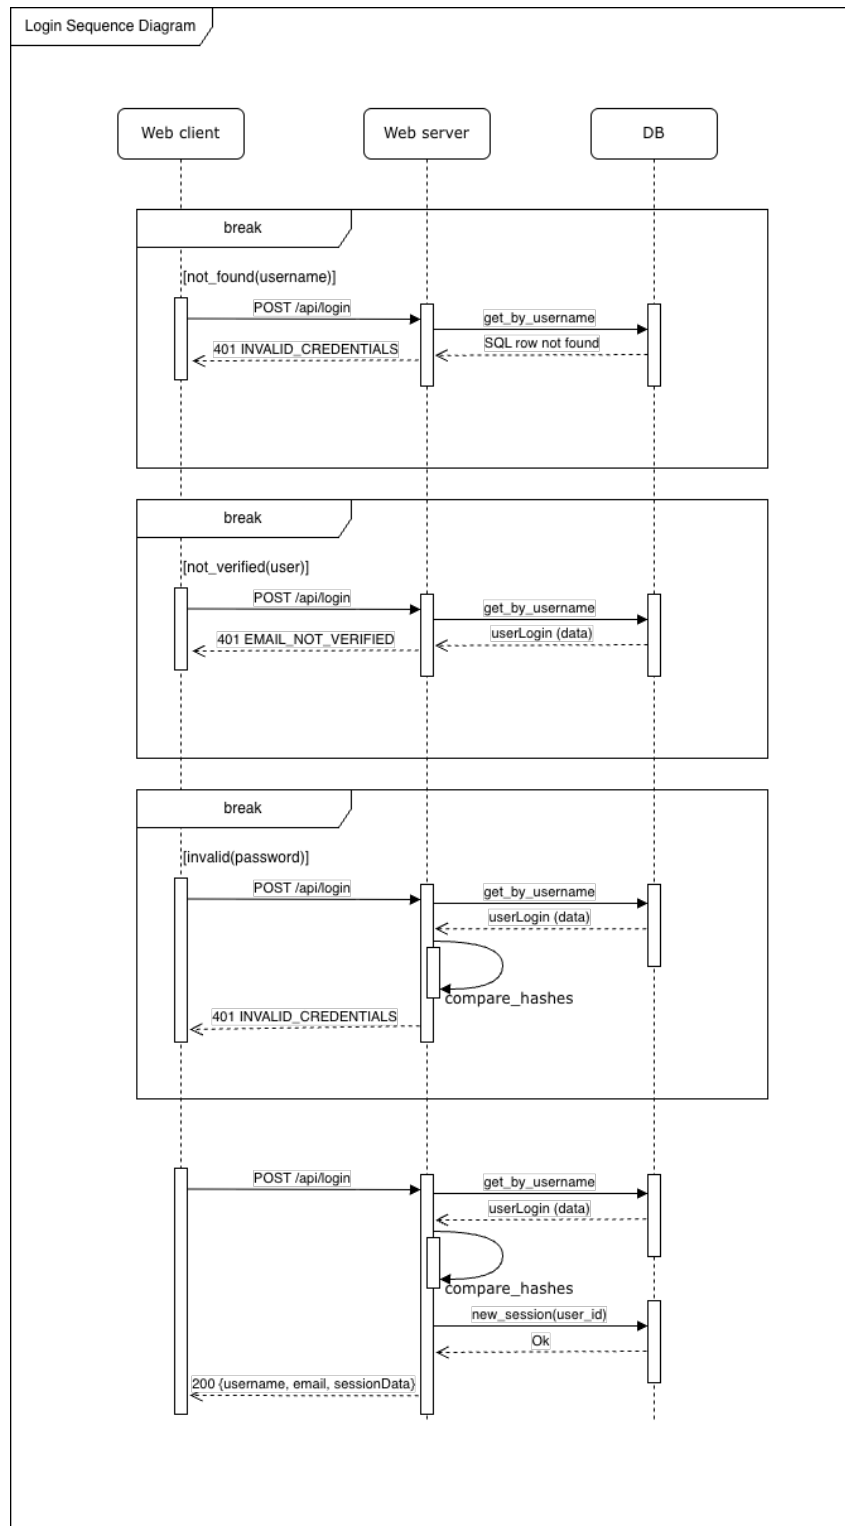 Login Sequence Diagram
Web client
Web server
DB
break
[not_found(username)]
POST /api/login
get_by_username
SQL row not found
401 INVALID_CREDENTIALS
break
[not_verified(user)]
POST /api/login
get_by_username
userLogin (data)
401 EMAIL_NOT_VERIFIED
break
[invalid(password)]
POST /api/login
get_by_username
userLogin (data)
compare_hashes
401 INVALID_CREDENTIALS
POST /api/login
get_by_username
userLogin (data)
compare_hashes
new_session(user_id)
Ok
200 {username, email, sessionData}